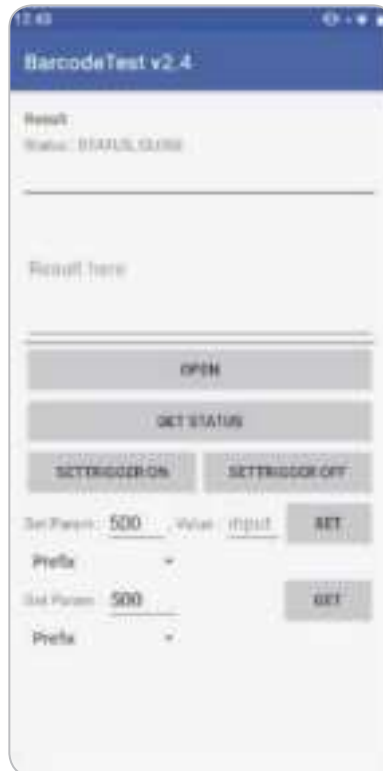 12:43
BarcodeTest v2.4
Result
Status : STATUS_CLOSE
Result here
OPEN
GET STATUS
SETTRIGGER ON SETTRIGGER OFF
Set Param : 500 , Value : input SET
Prefix
Get Param : 500 GET
Prefix